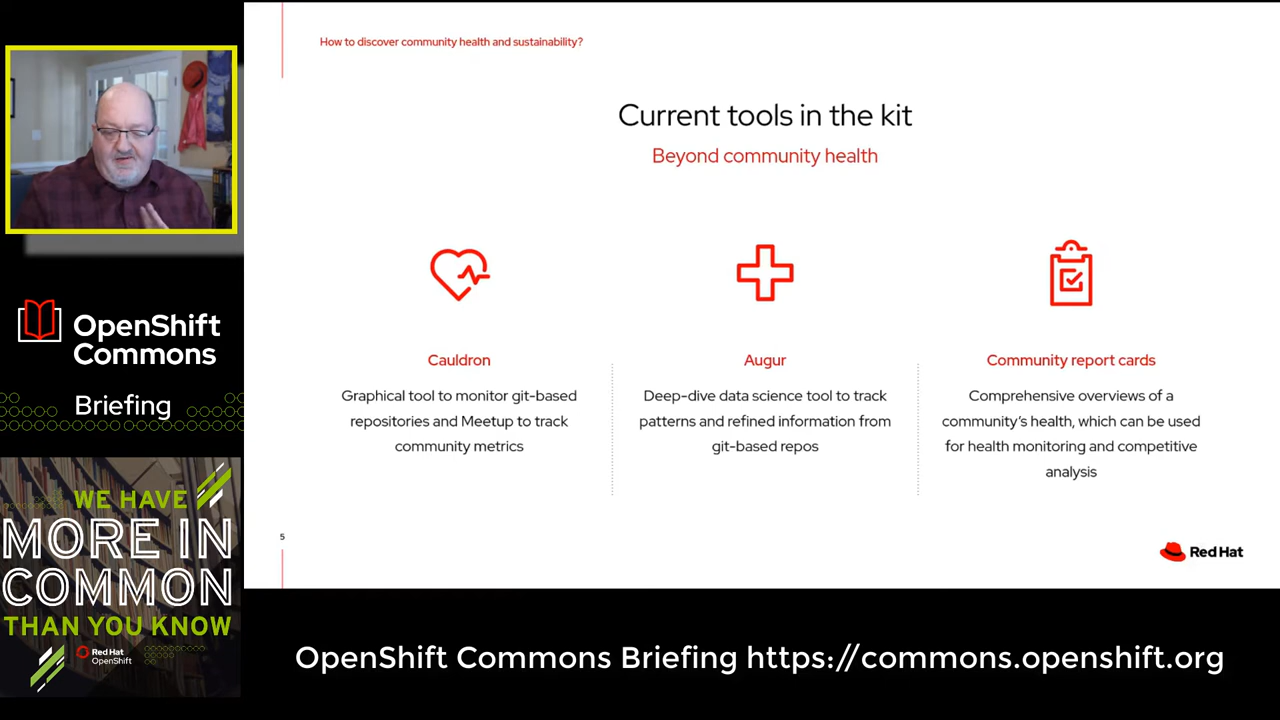 How to discover community health and sustainability?
Current tools in the kit
Beyond community health
Cauldron
Graphical tool to monitor git-based
repositories and Meetup to track
community metrics
Augur
Deep-dive data science tool to track
patterns and refined information from
git-based repos
Community report cards
Comprehensive overviews of a
community's health, which can be used
for health monitoring and competitive
analysis
5
Red Hat
OpenShift
Commons
Briefing
WE HAVE
MORE IN
COMMON
THAN YOU KNOW
Red Hat
OpenShift
OpenShift Commons Briefing https://commons.openshift.org